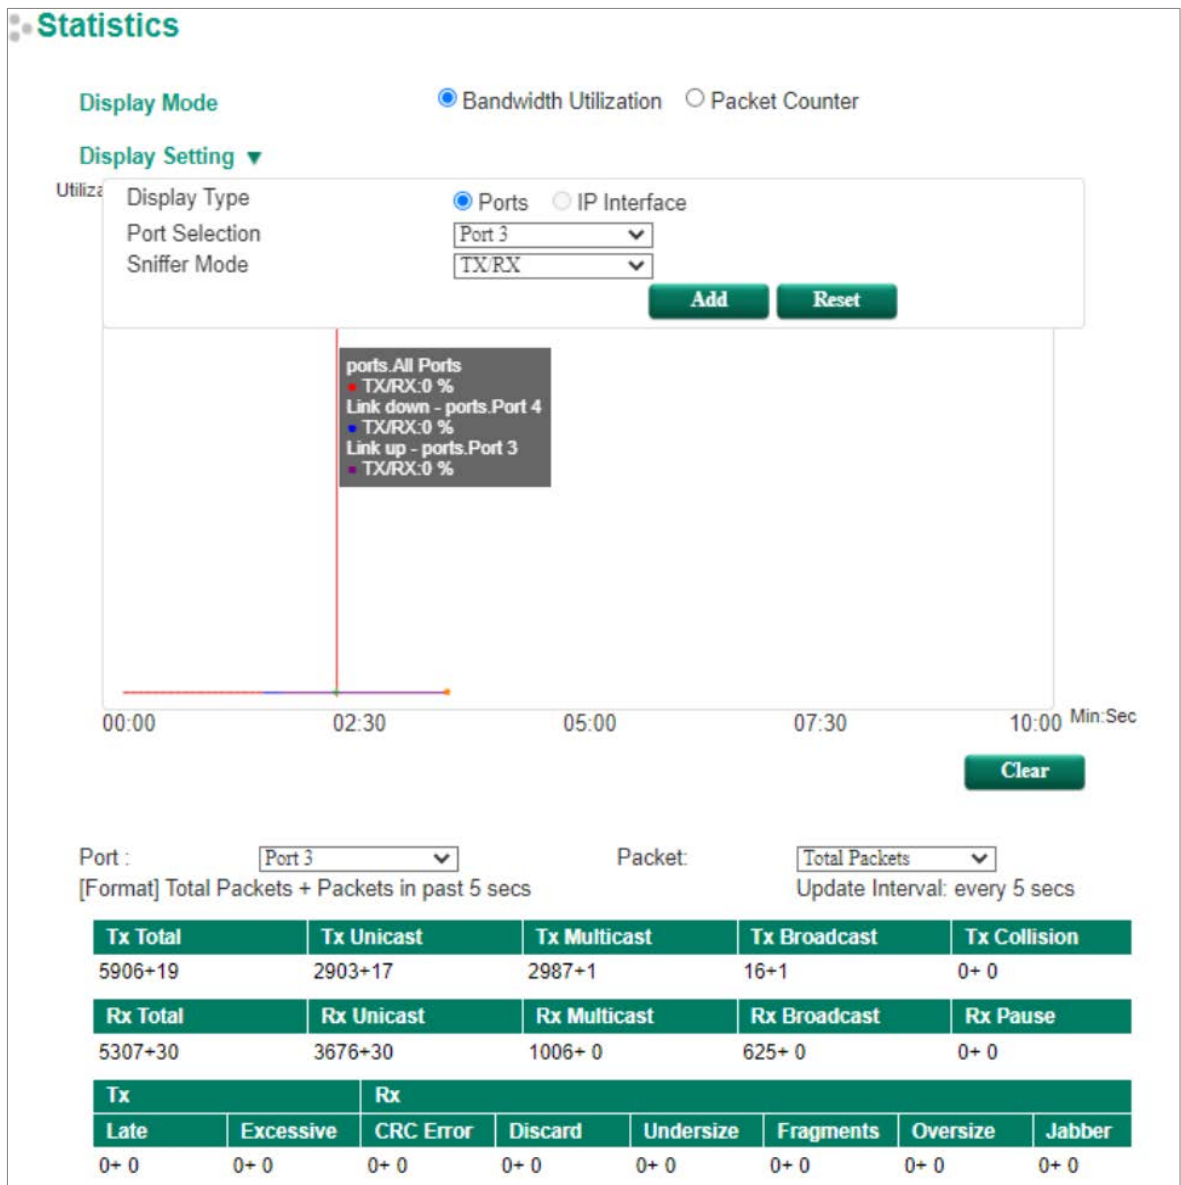 Statistics
Display Mode Bandwidth Utilization Packet Counter
Display Setting ▼
Display Type Ports IP Interface
Port Selection Port 3
Sniffer Mode TX/RX
Add Reset
ports.All Ports
TX/RX:0 %
Link down - ports.Port 4
TX/RX:0 %
Link up - ports.Port 3
TX/RX:0 %
00:00 02:30 05:00 07:30 10:00 Min:Sec
Clear
Port : Port 3 Packet: Total Packets
[Format] Total Packets + Packets in past 5 secs Update Interval: every 5 secs
Tx Total Tx Unicast Tx Multicast Tx Broadcast Tx Collision
5906+19 2903+17 2987+1 16+1 0+ 0
Rx Total Rx Unicast Rx Multicast Rx Broadcast Rx Pause
5307+30 3676+30 1006+ 0 625+ 0 0+ 0
Tx Rx
Late Excessive CRC Error Discard Undersize Fragments Oversize Jabber
0+ 0 0+ 0 0+ 0 0+ 0 0+ 0 0+ 0 0+ 0 0+ 0